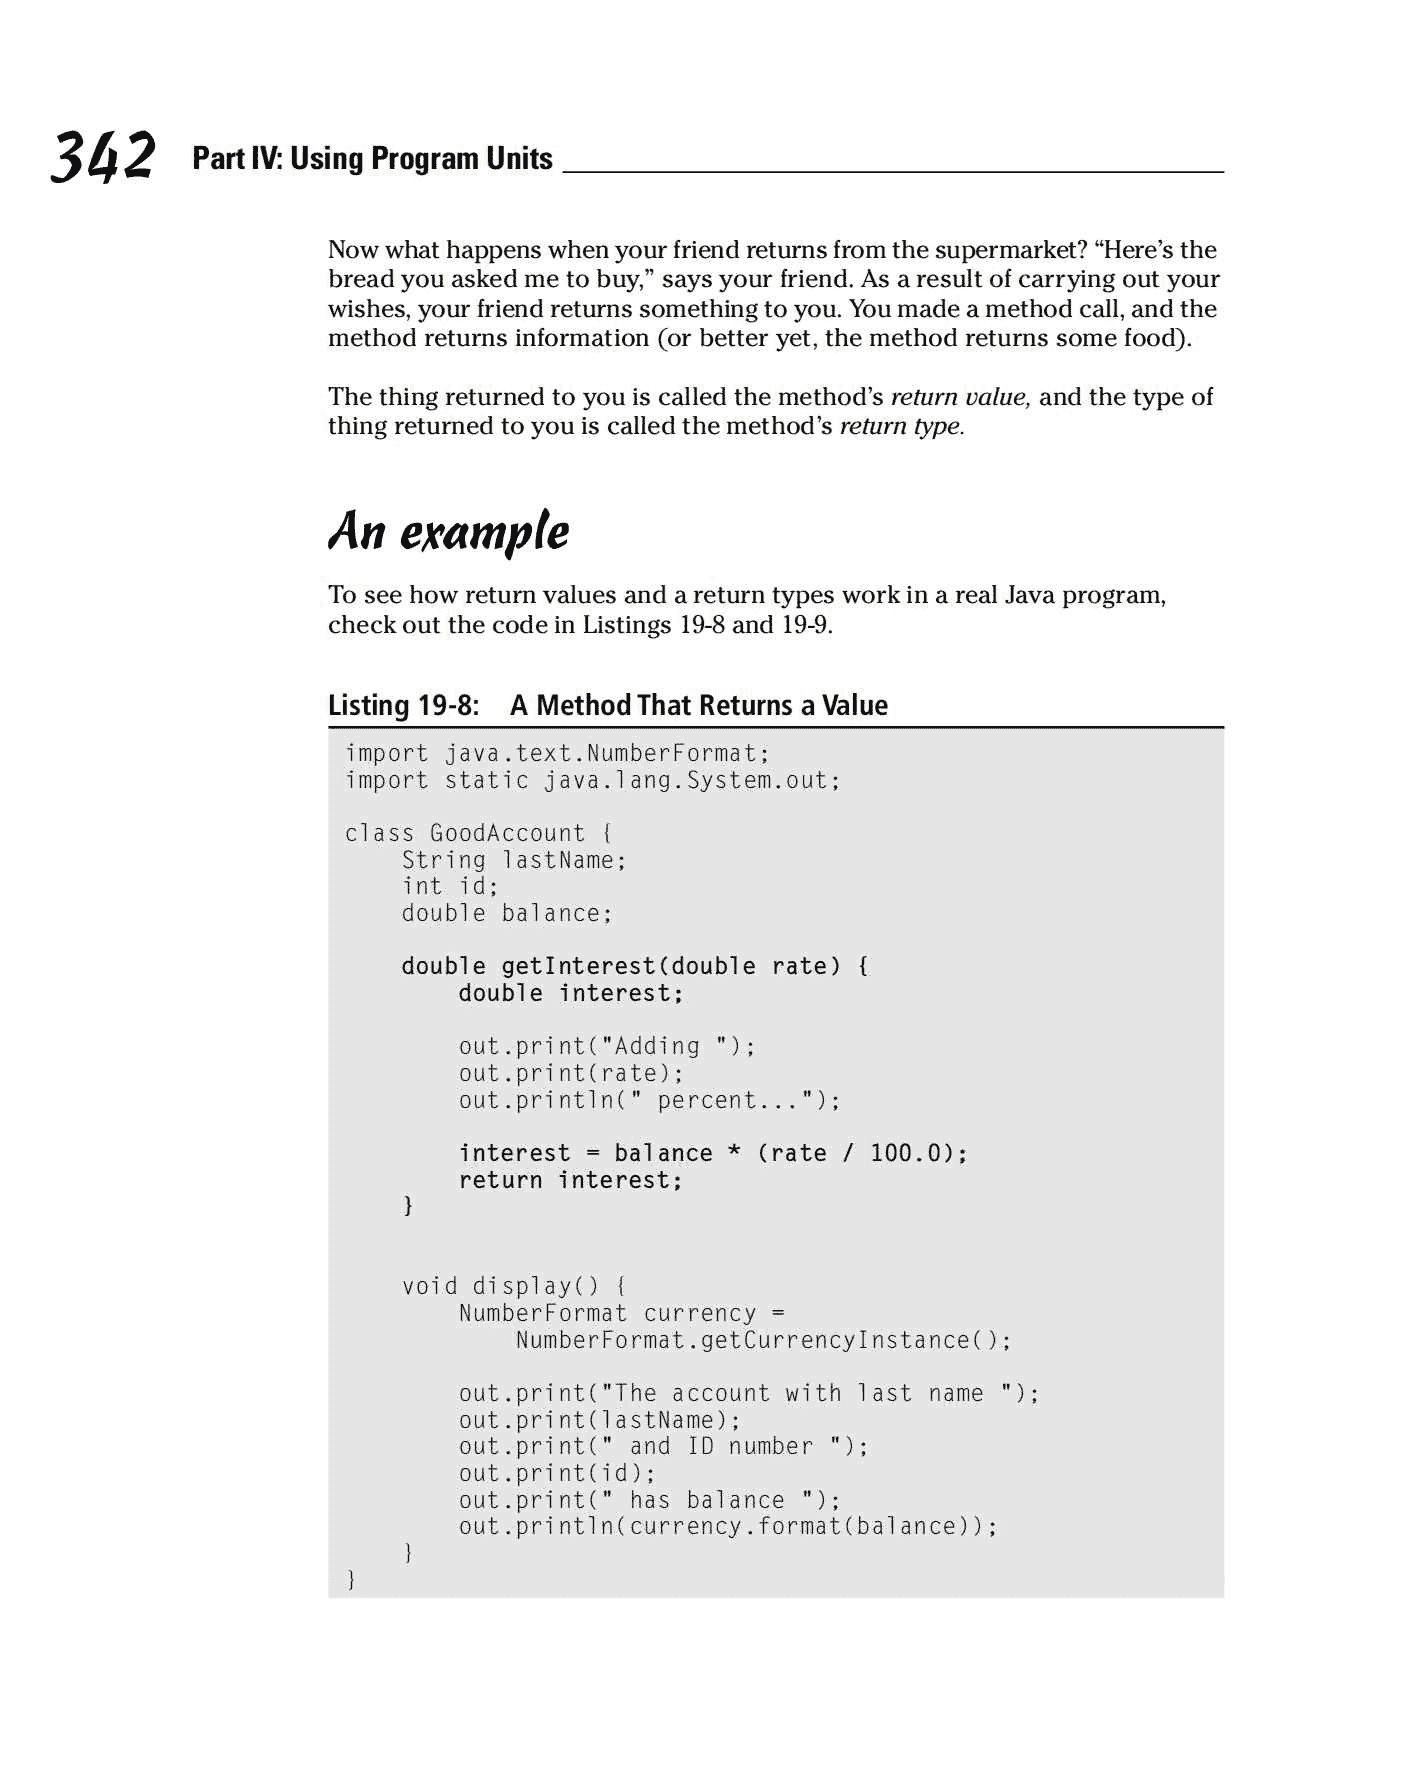 342 Part IV: Using Program Units
Now what happens when your friend returns from the supermarket? “Here’s the
bread you asked me to buy,” says your friend. As a result of carrying out your
wishes, your friend returns something to you. You made a method call, and the
method returns information (or better yet, the method returns some food).
The thing returned to you is called the method’s return value, and the type of
thing returned to you is called the method’s return type.
An example
To see how return values and a return types work in a real Java program,
check out the code in Listings 19-8 and 19-9.
Listing 19-8: A Method That Returns a Value
import java.text.NumberFormat;
import static java.lang.System.out;
class GoodAccount {
    String lastName;
    int id;
    double balance;
    double getInterest(double rate) {
        double interest;
        out.print("Adding ");
        out.print(rate);
        out.println(" percent...");
        interest = balance * (rate / 100.0);
        return interest;
    }
    void display() {
        NumberFormat currency =
            NumberFormat.getCurrencyInstance();
        out.print("The account with last name ");
        out.print(lastName);
        out.print(" and ID number ");
        out.print(id);
        out.print(" has balance ");
        out.println(currency.format(balance));
    }
}